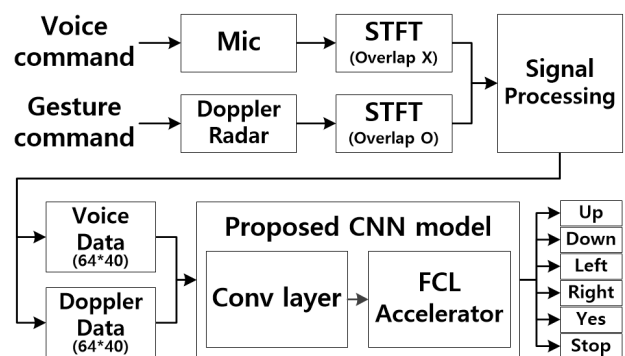 Voice
command
Mic
STFT
(Overlap X)
Signal
Processing
Gesture
command
Doppler
Radar
STFT
(Overlap O)
Voice
Data
(64*40)
Doppler
Data
(64*40)
Proposed CNN model
Conv layer
FCL
Accelerator
Up
Down
Left
Right
Yes
Stop